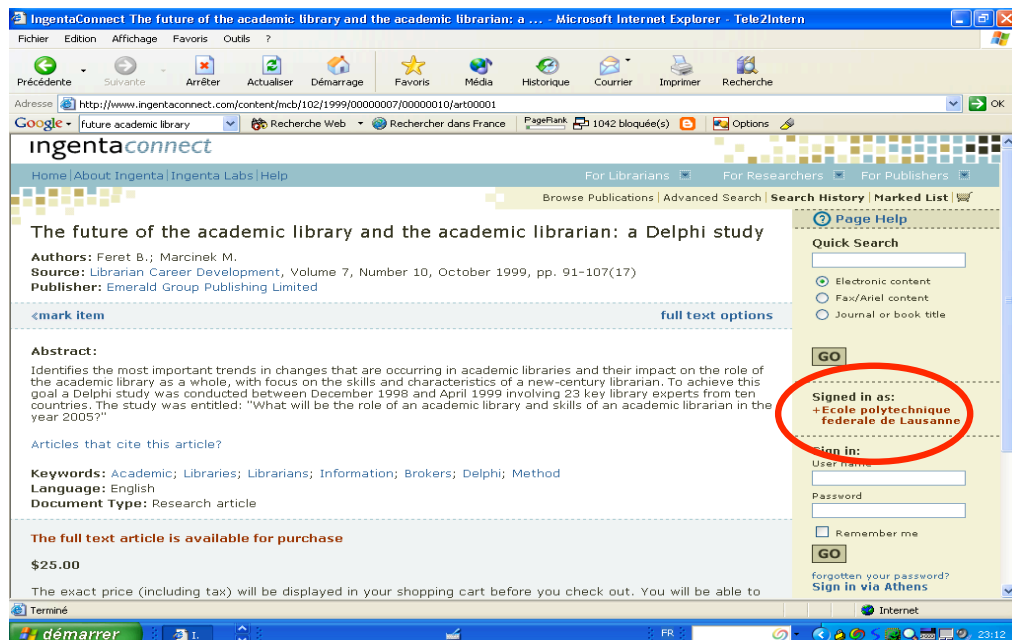 IngentaConnect The future of the academic library and the academic librarian: a ... - Microsoft Internet Explorer - Tele2Intern
Fichier Edition Affichage Favoris Outils ?
Précédente Suivante Arrêter Actualiser Démarrage Favoris Média Historique Courrier Imprimer Recherche
Adresse http://www.ingentaconnect.com/content/mcb/102/1999/00000007/00000010/art00001 OK
Google future academic library Recherche Web Rechercher dans France PageRank 1042 bloqué(s) Options
ingentaconnect
Home|About Ingenta|Ingenta Labs|Help For Librarians For Researchers For Publishers
Browse Publications|Advanced Search|Search History|Marked List|
The future of the academic library and the academic librarian: a Delphi study
Authors: Feret B.; Marcinek M.
Source: Librarian Career Development, Volume 7, Number 10, October 1999, pp. 91-107(17)
Publisher: Emerald Group Publishing Limited
<mark item full text options
Abstract:
Identifies the most important trends in changes that are occurring in academic libraries and their impact on the role of
the academic library as a whole, with focus on the skills and characteristics of a new-century librarian. To achieve this
goal a Delphi study was conducted between December 1998 and April 1999 involving 23 key library experts from ten
countries. The study was entitled: "What will be the role of an academic library and skills of an academic librarian in the
year 2005?"
Articles that cite this article?
Keywords: Academic; Libraries; Librarians; Information; Brokers; Delphi; Method
Language: English
Document Type: Research article
The full text article is available for purchase
$25.00
The exact price (including tax) will be displayed in your shopping cart before you check out. You will be able to
? Page Help
Quick Search
Electronic content
Fax/Ariel content
Journal or book title
GO
Signed in as:
+Ecole polytechnique
federale de Lausanne
Sign in:
User name
Password
Remember me
GO
forgotten your password?
Sign in via Athens
Terminé Internet
démarrer I. FR 23:12